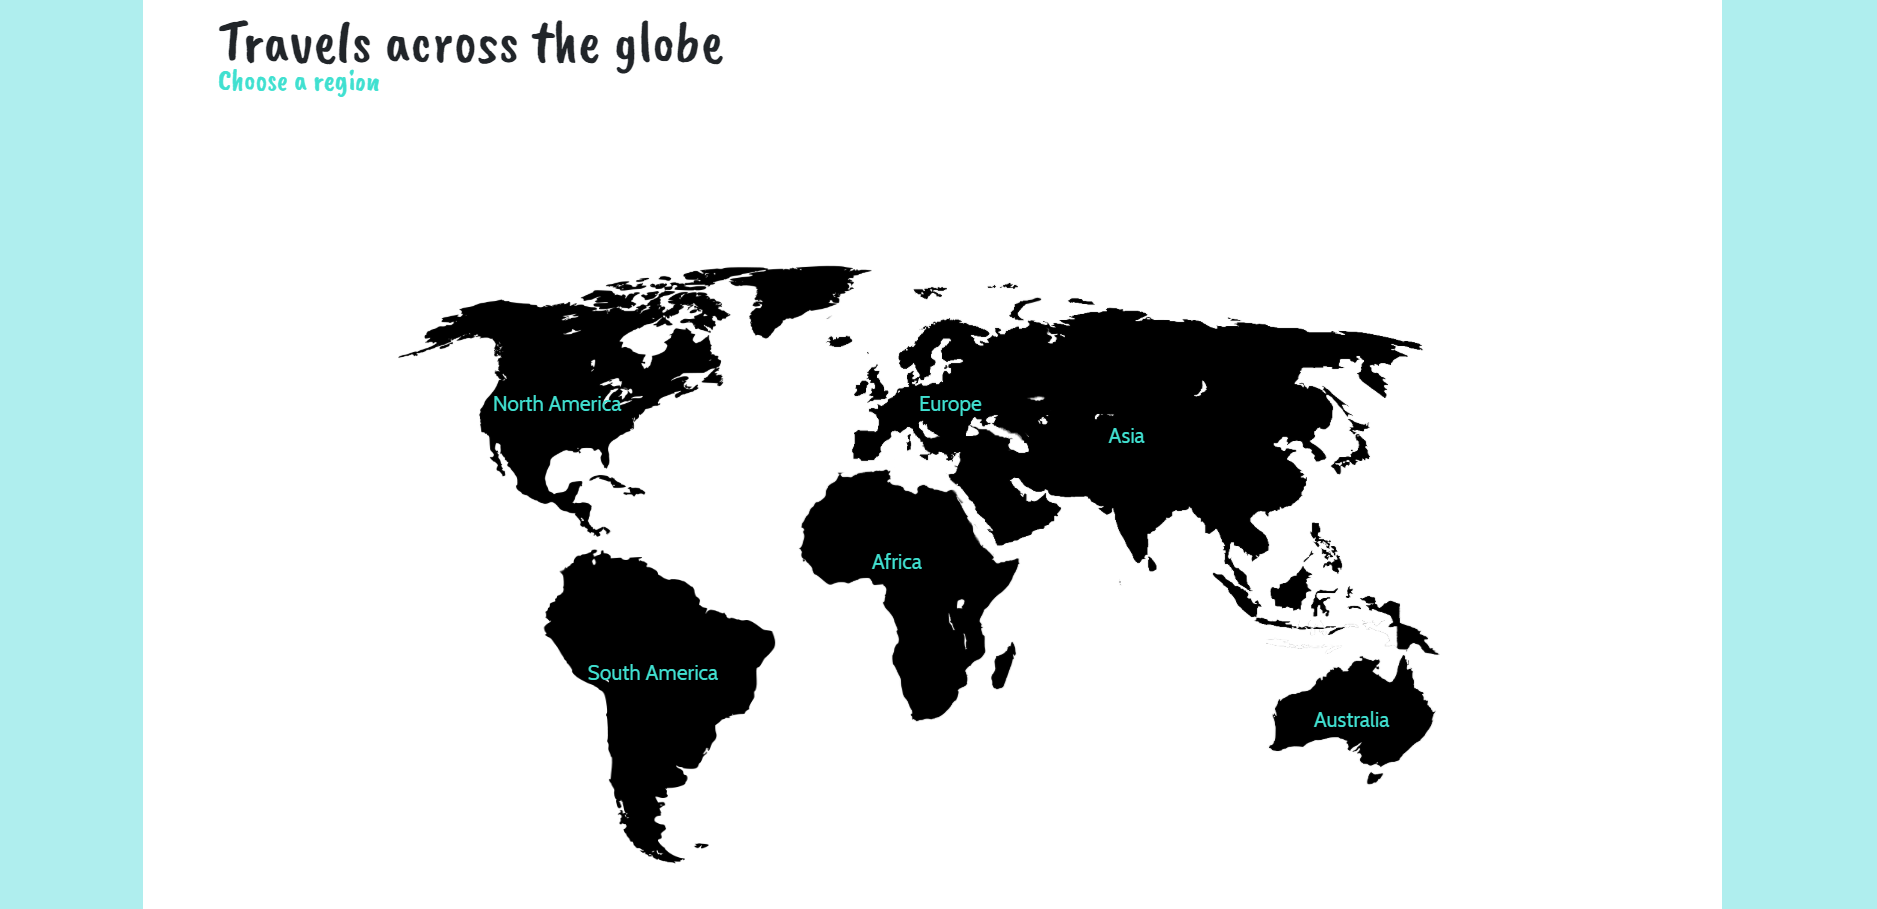 Travels across the globe
Choose a region
North America
Europe
Asia
Africa
South America
Australia